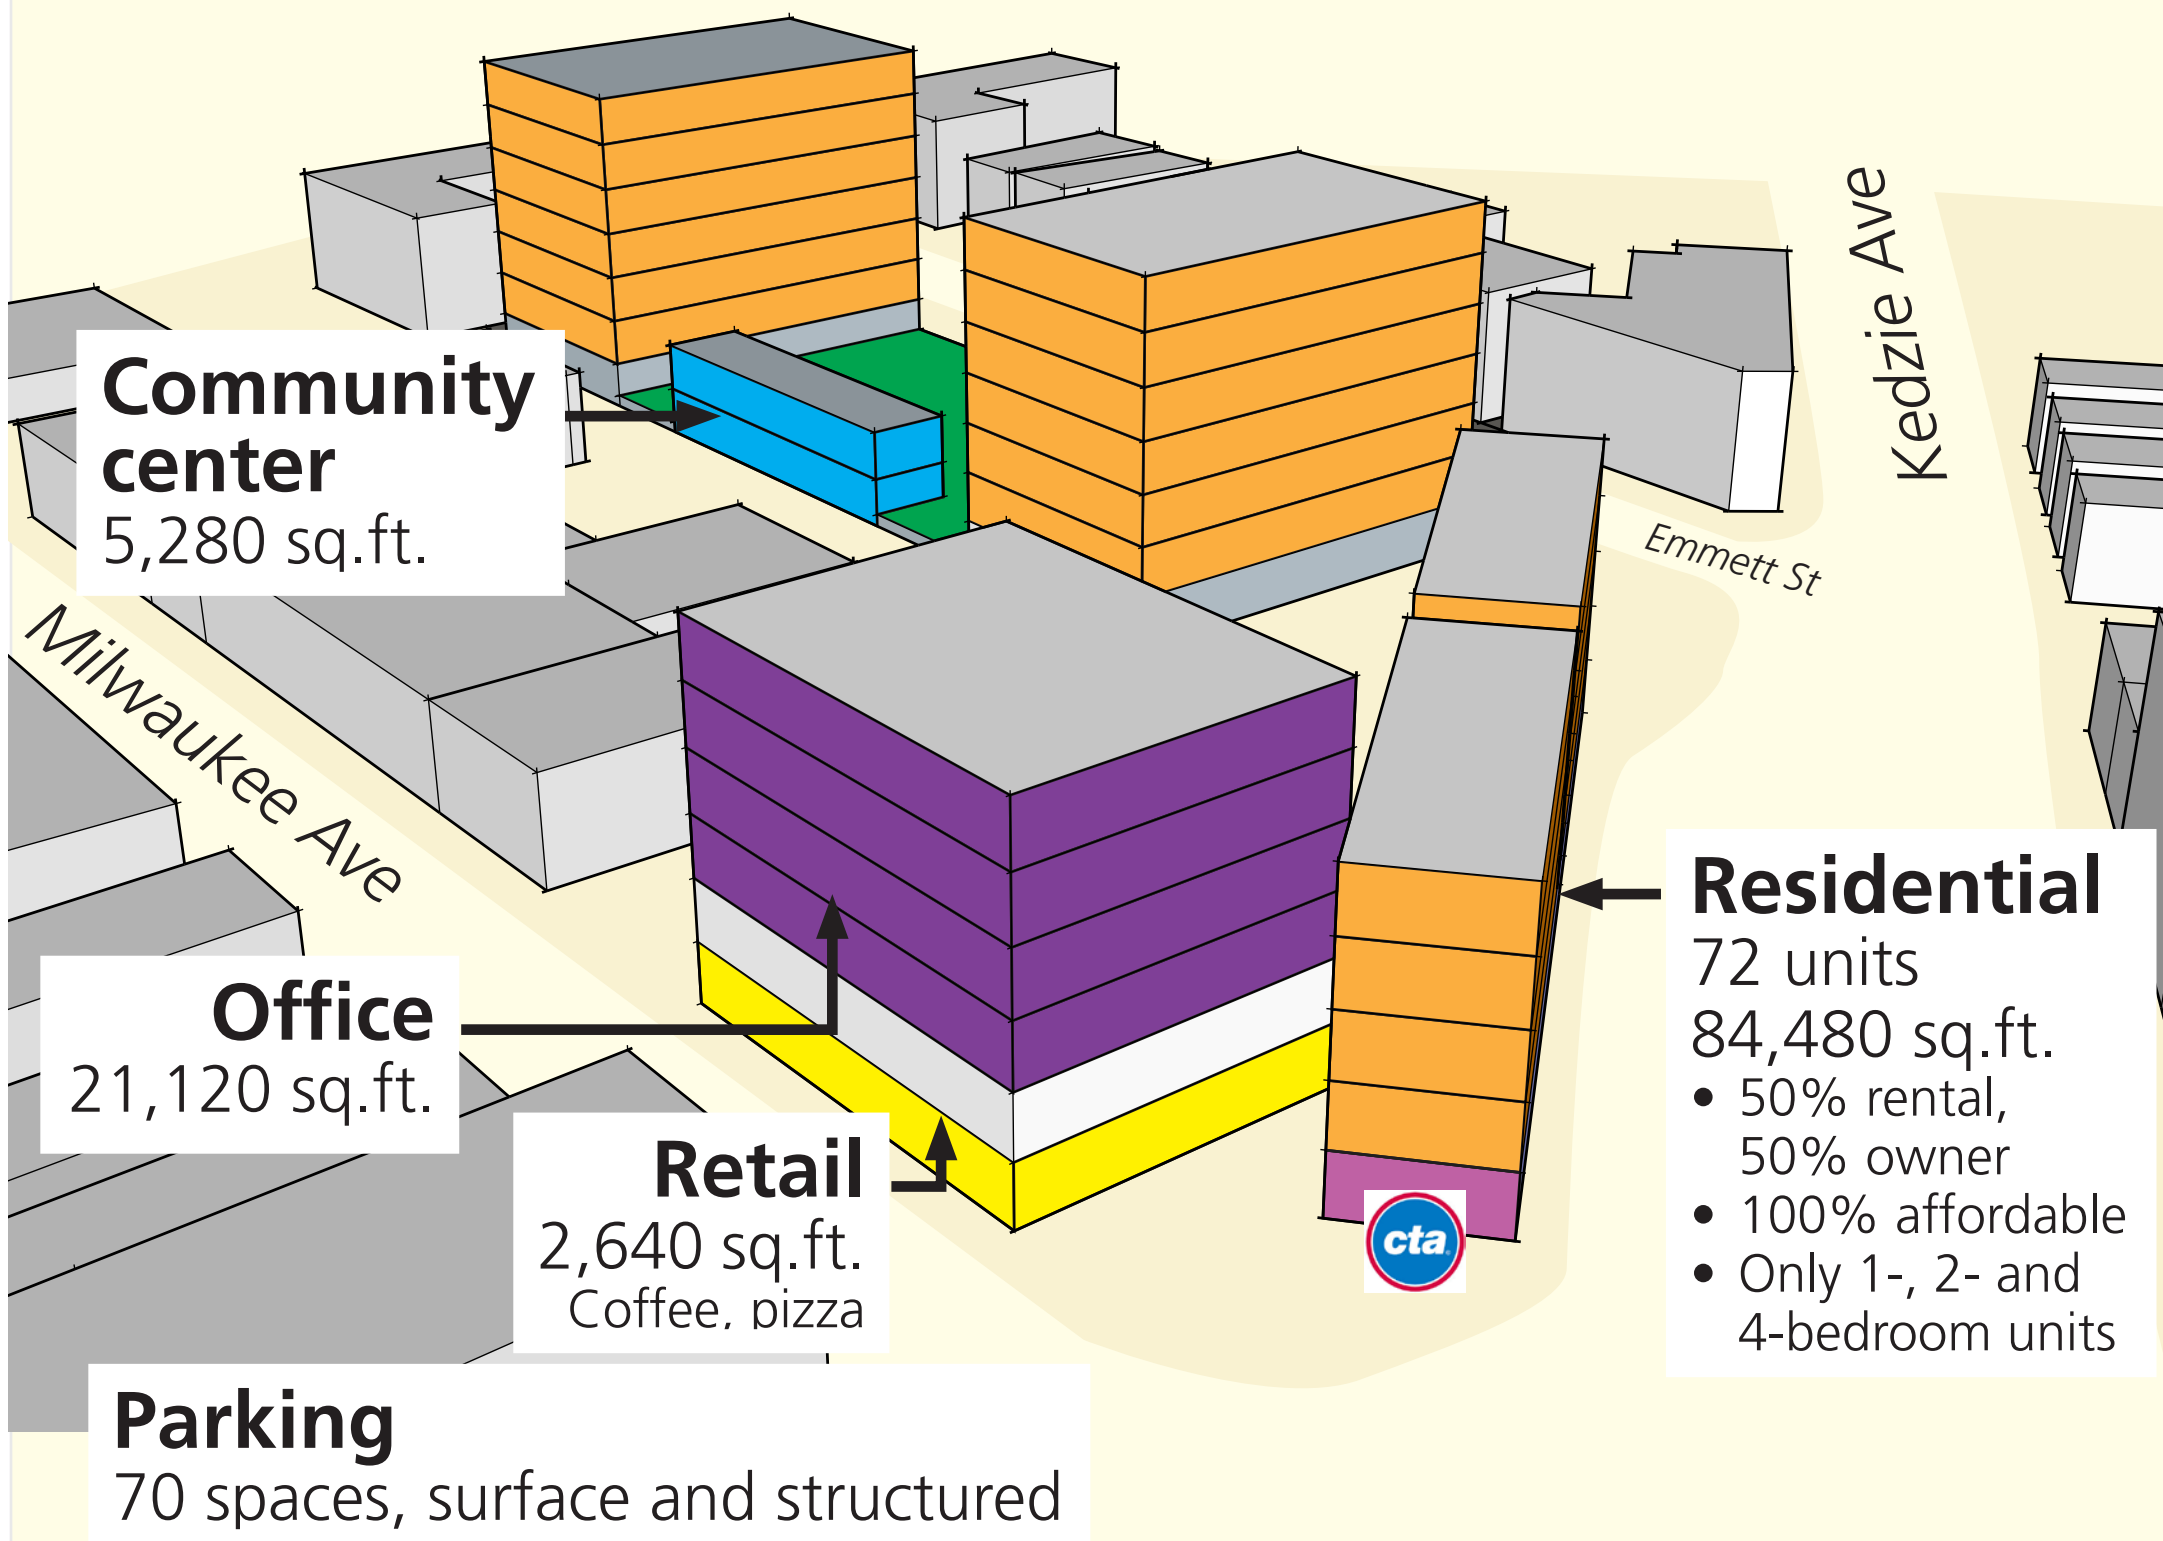 Kedzie Ave
Emmett St
Milwaukee Ave
Community
center
5,280 sq.ft.
Office
21,120 sq.ft.
Retail
2,640 sq.ft.
Coffee, pizza
Parking
70 spaces, surface and structured
cta
Residential
72 units
84,480 sq.ft.
• 50% rental,
50% owner
• 100% affordable
• Only 1-, 2- and
4-bedroom units